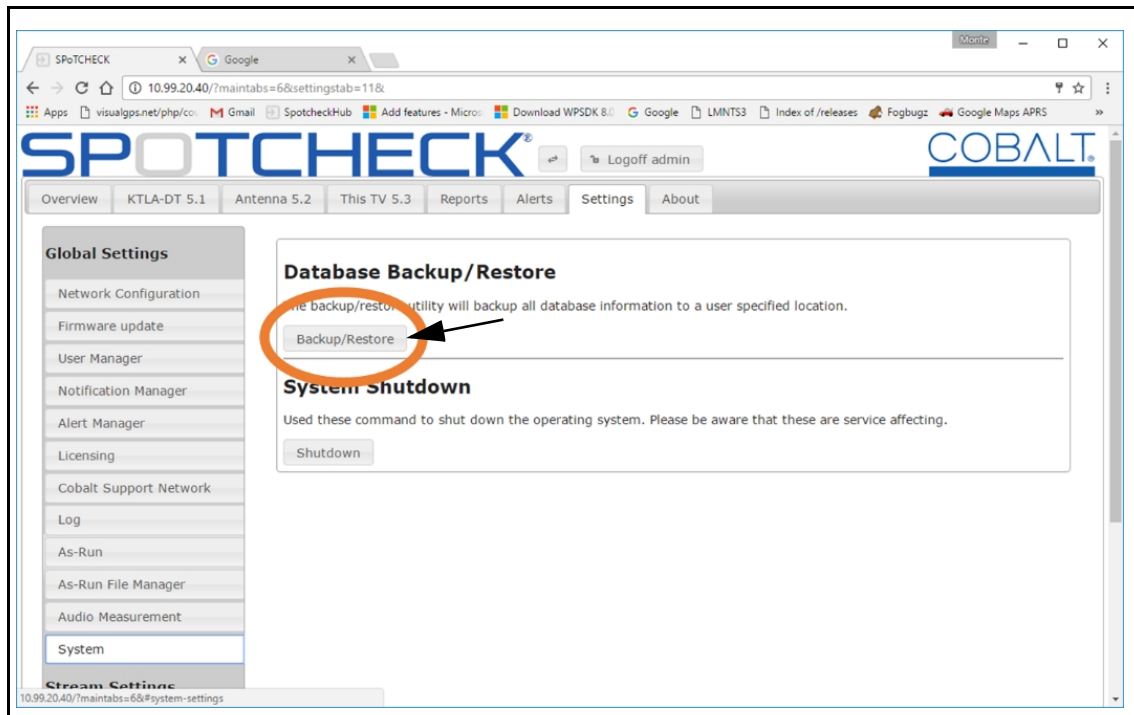 Monte
SPoTCHECK
Google
10.99.20.40/?maintabs=6&settingstab=11&
Apps visualgps.net/php/co Gmail SpotcheckHub Add features - Micros Download WPSDK 8.0 Google LMNTS3 Index of /releases Fogbugz Google Maps APRS »
SPOTCHECK® Logoff admin COBALT.
Overview KTLA-DT 5.1 Antenna 5.2 This TV 5.3 Reports Alerts Settings About
Global Settings
Network Configuration
Firmware update
User Manager
Notification Manager
Alert Manager
Licensing
Cobalt Support Network
Log
As-Run
As-Run File Manager
Audio Measurement
System
Stream Settings
Database Backup/Restore
The backup/restore utility will backup all database information to a user specified location.
Backup/Restore
System Shutdown
Used these command to shut down the operating system. Please be aware that these are service affecting.
Shutdown
10.99.20.40/?maintabs=6&#system-settings